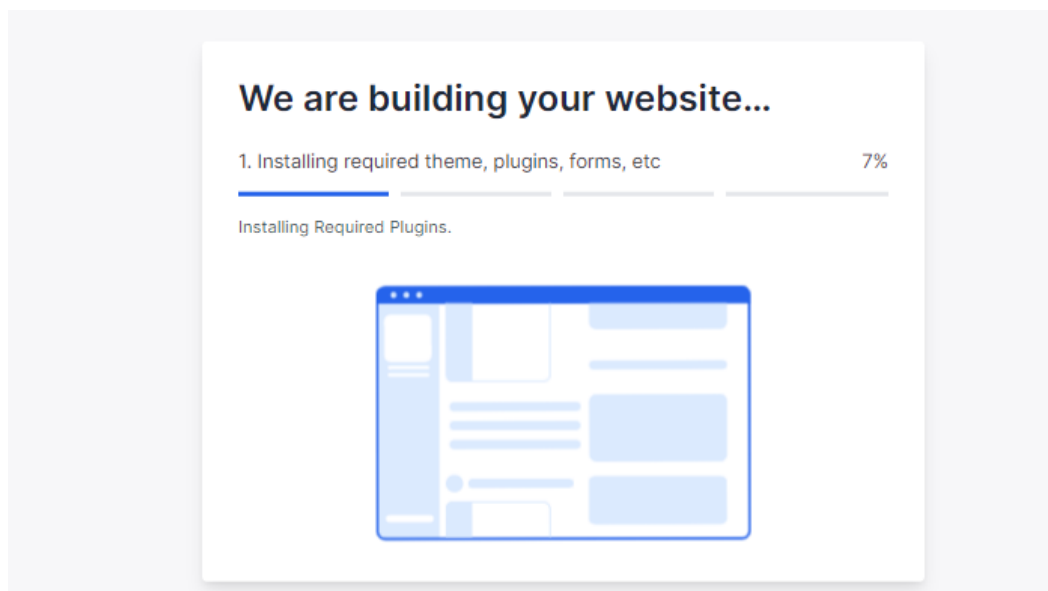 We are building your website...
1. Installing required theme, plugins, forms, etc 7%
Installing Required Plugins.